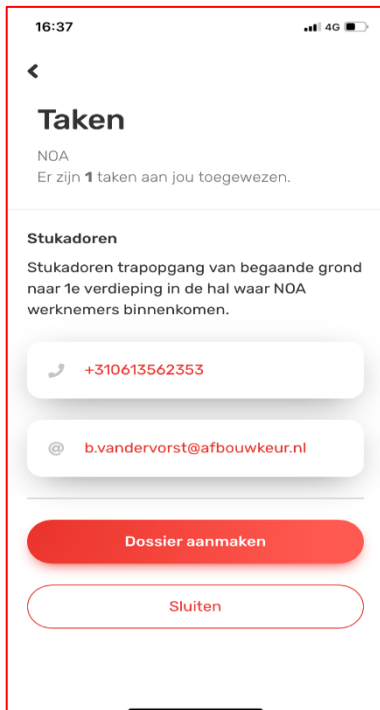 16:37
4G
Taken
NOA
Er zijn 1 taken aan jou toegewezen.
Stukadoren
Stukadoren trapopgang van begaande grond
naar 1e verdieping in de hal waar NOA
werknemers binnenkomen.
+310613562353
@ b.vandervorst@afbouwkeur.nl
Dossier aanmaken
Sluiten